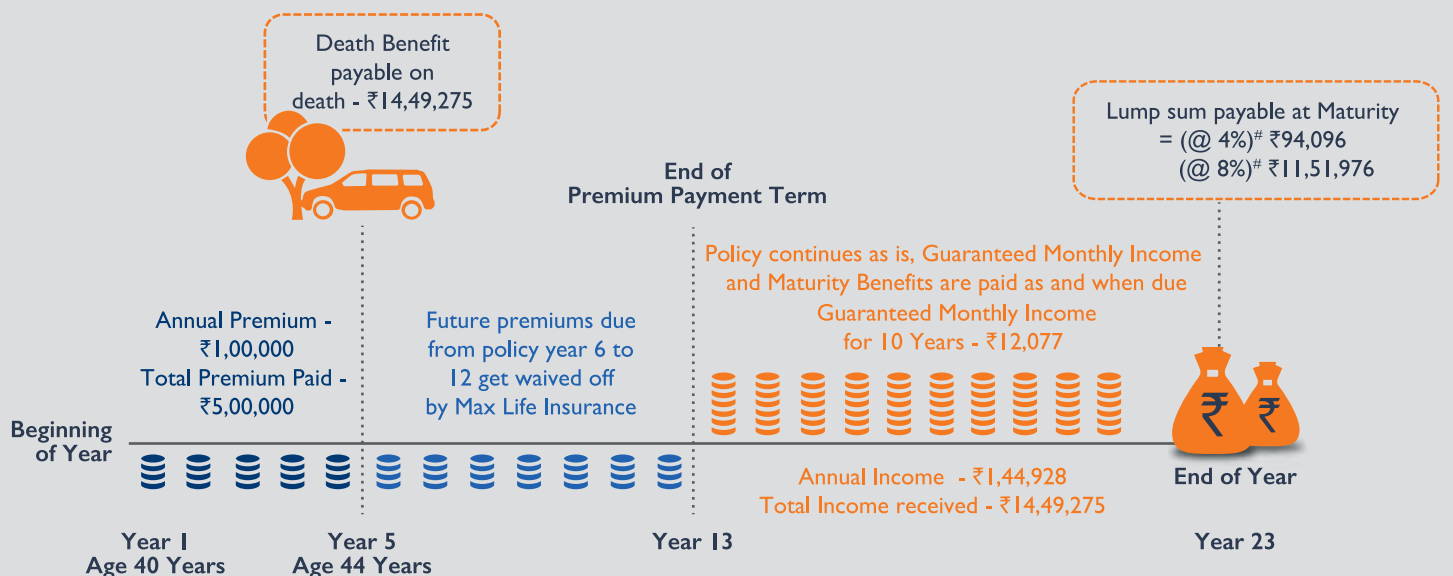 Death Benefit
payable on
death - ₹14,49,275
Lump sum payable at Maturity
= (@ 4%)# ₹94,096
(@ 8%)# ₹11,51,976
End of
Premium Payment Term
Policy continues as is, Guaranteed Monthly Income
and Maturity Benefits are paid as and when due
Guaranteed Monthly Income
for 10 Years - ₹12,077
Annual Premium -
₹1,00,000
Total Premium Paid -
₹5,00,000
Future premiums due
from policy year 6 to
12 get waived off
by Max Life Insurance
Beginning
of Year
₹ ₹
Annual Income - ₹1,44,928
Total Income received - ₹14,49,275
End of Year
Year 1
Age 40 Years
Year 5
Age 44 Years
Year 13
Year 23